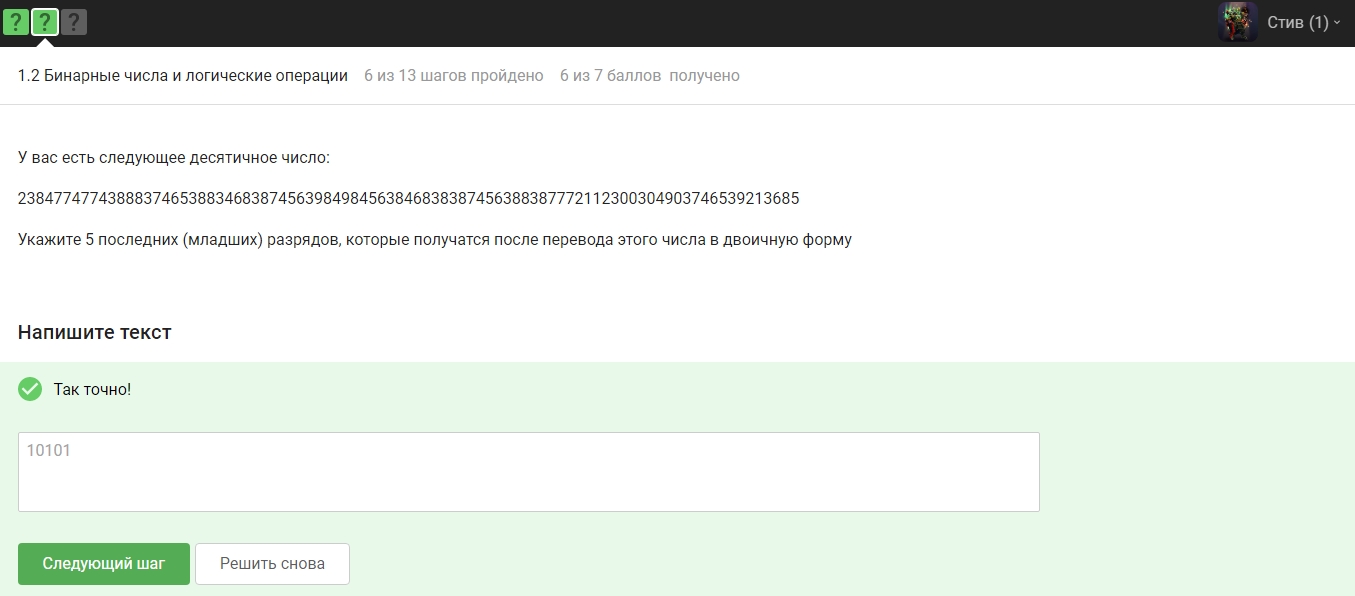 ? ? ? Стив (1)
1.2 Бинарные числа и логические операции 6 из 13 шагов пройдено 6 из 7 баллов получено
У вас есть следующее десятичное число:
2384774774388837465388346838745639849845638468383874563883877721123003049037465392136​85
Укажите 5 последних (младших) разрядов, которые получатся после перевода этого числа в двоичную форму
Напишите текст
Так точно!
10101
Следующий шаг Решить снова